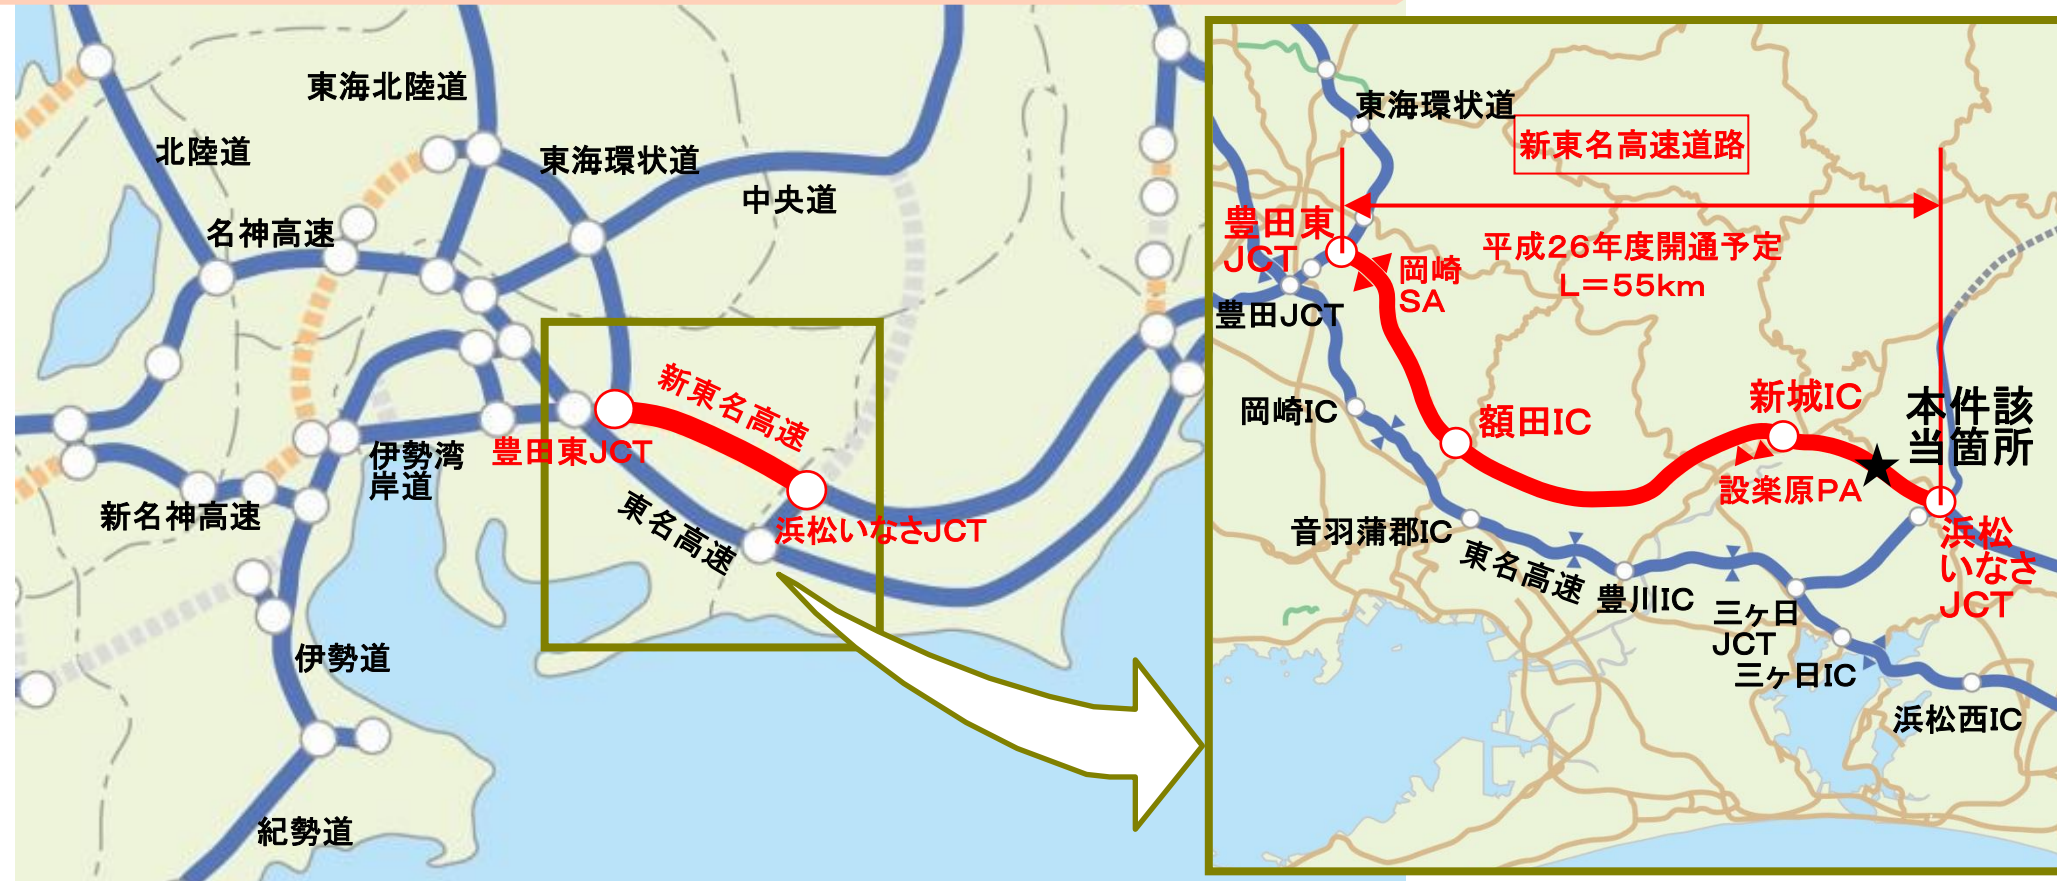 東海北陸道
北陸道
東海環状道
中央道
名神高速
新東名高速
豊田東JCT
伊勢湾
岸道
新名神高速
東名高速
浜松いなさJCT
伊勢道
紀勢道
東海環状道
新東名高速道路
豊田東
JCT
平成26年度開通予定
L=55km
岡崎
SA
豊田JCT
岡崎IC
額田IC
新城IC
本件該
当箇所
設楽原PA
音羽蒲郡IC
東名高速
豊川IC
浜松
いなさ
JCT
三ヶ日
JCT
三ヶ日IC
浜松西IC